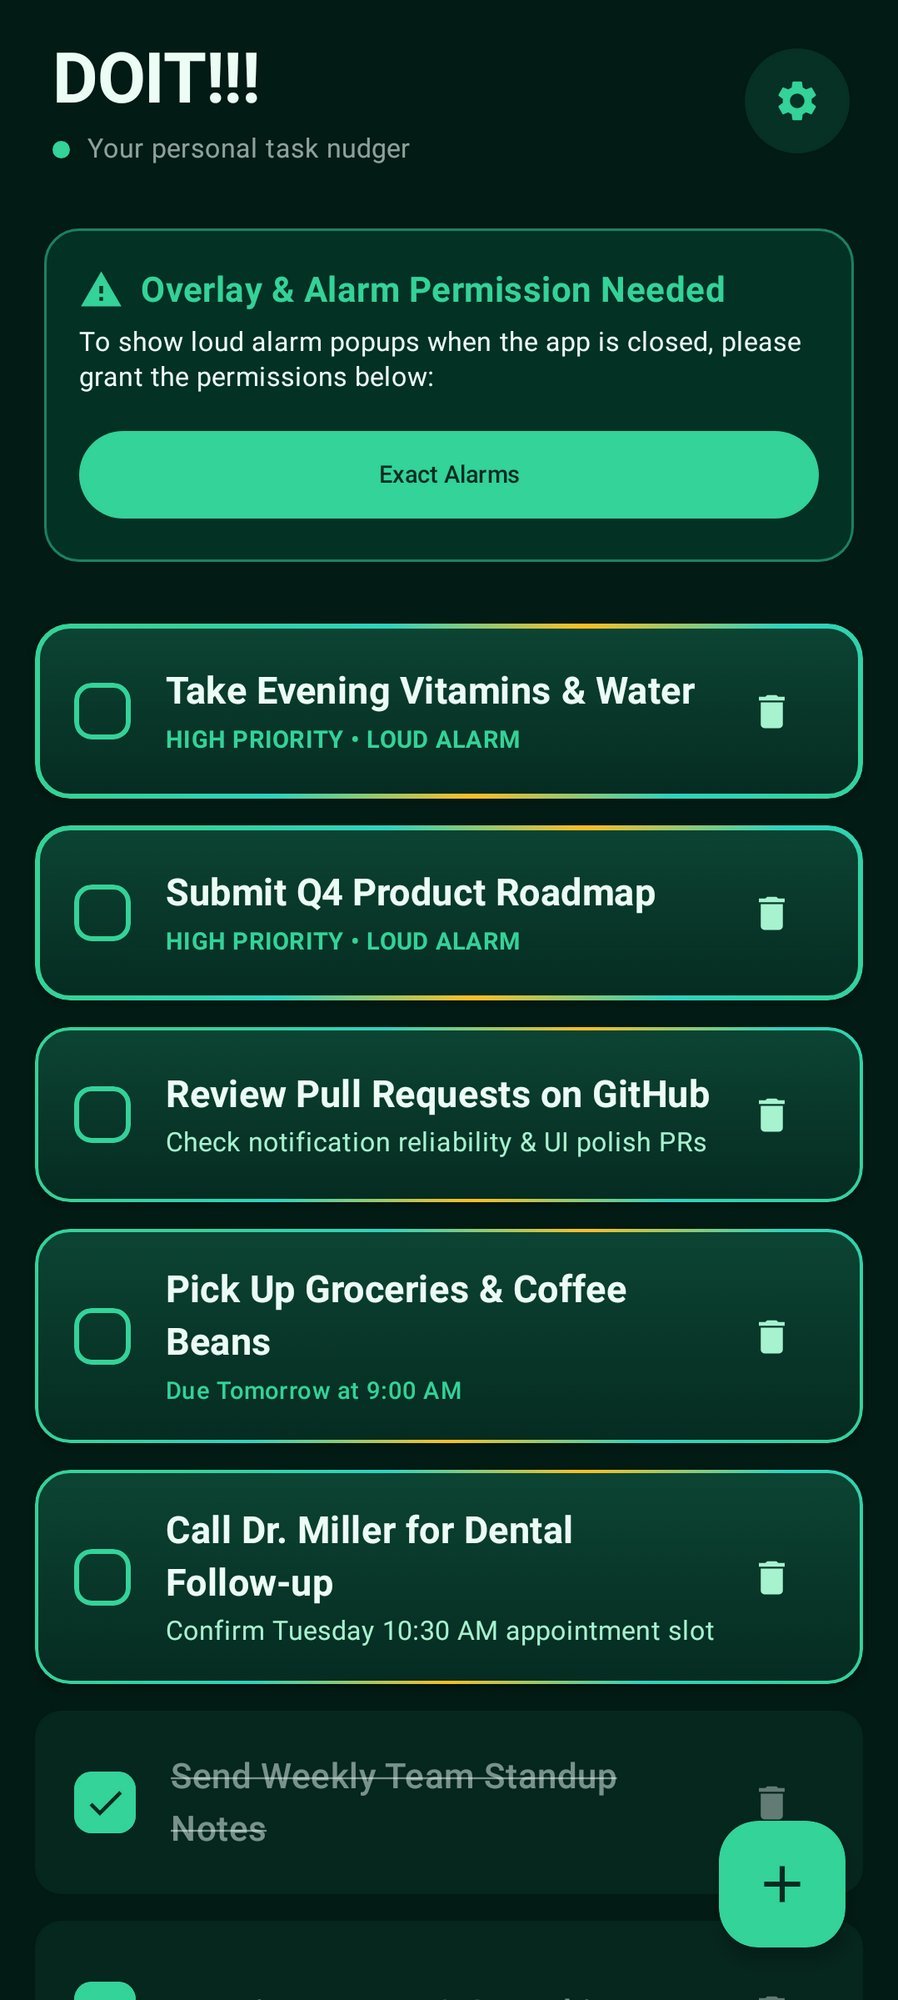 DOIT!!!
Your personal task nudger
Overlay & Alarm Permission Needed
To show loud alarm popups when the app is closed, please
grant the permissions below:
Exact Alarms
Take Evening Vitamins & Water
HIGH PRIORITY • LOUD ALARM
Submit Q4 Product Roadmap
HIGH PRIORITY • LOUD ALARM
Review Pull Requests on GitHub
Check notification reliability & UI polish PRs
Pick Up Groceries & Coffee
Beans
Due Tomorrow at 9:00 AM
Call Dr. Miller for Dental
Follow-up
Confirm Tuesday 10:30 AM appointment slot
Send Weekly Team Standup
Notes